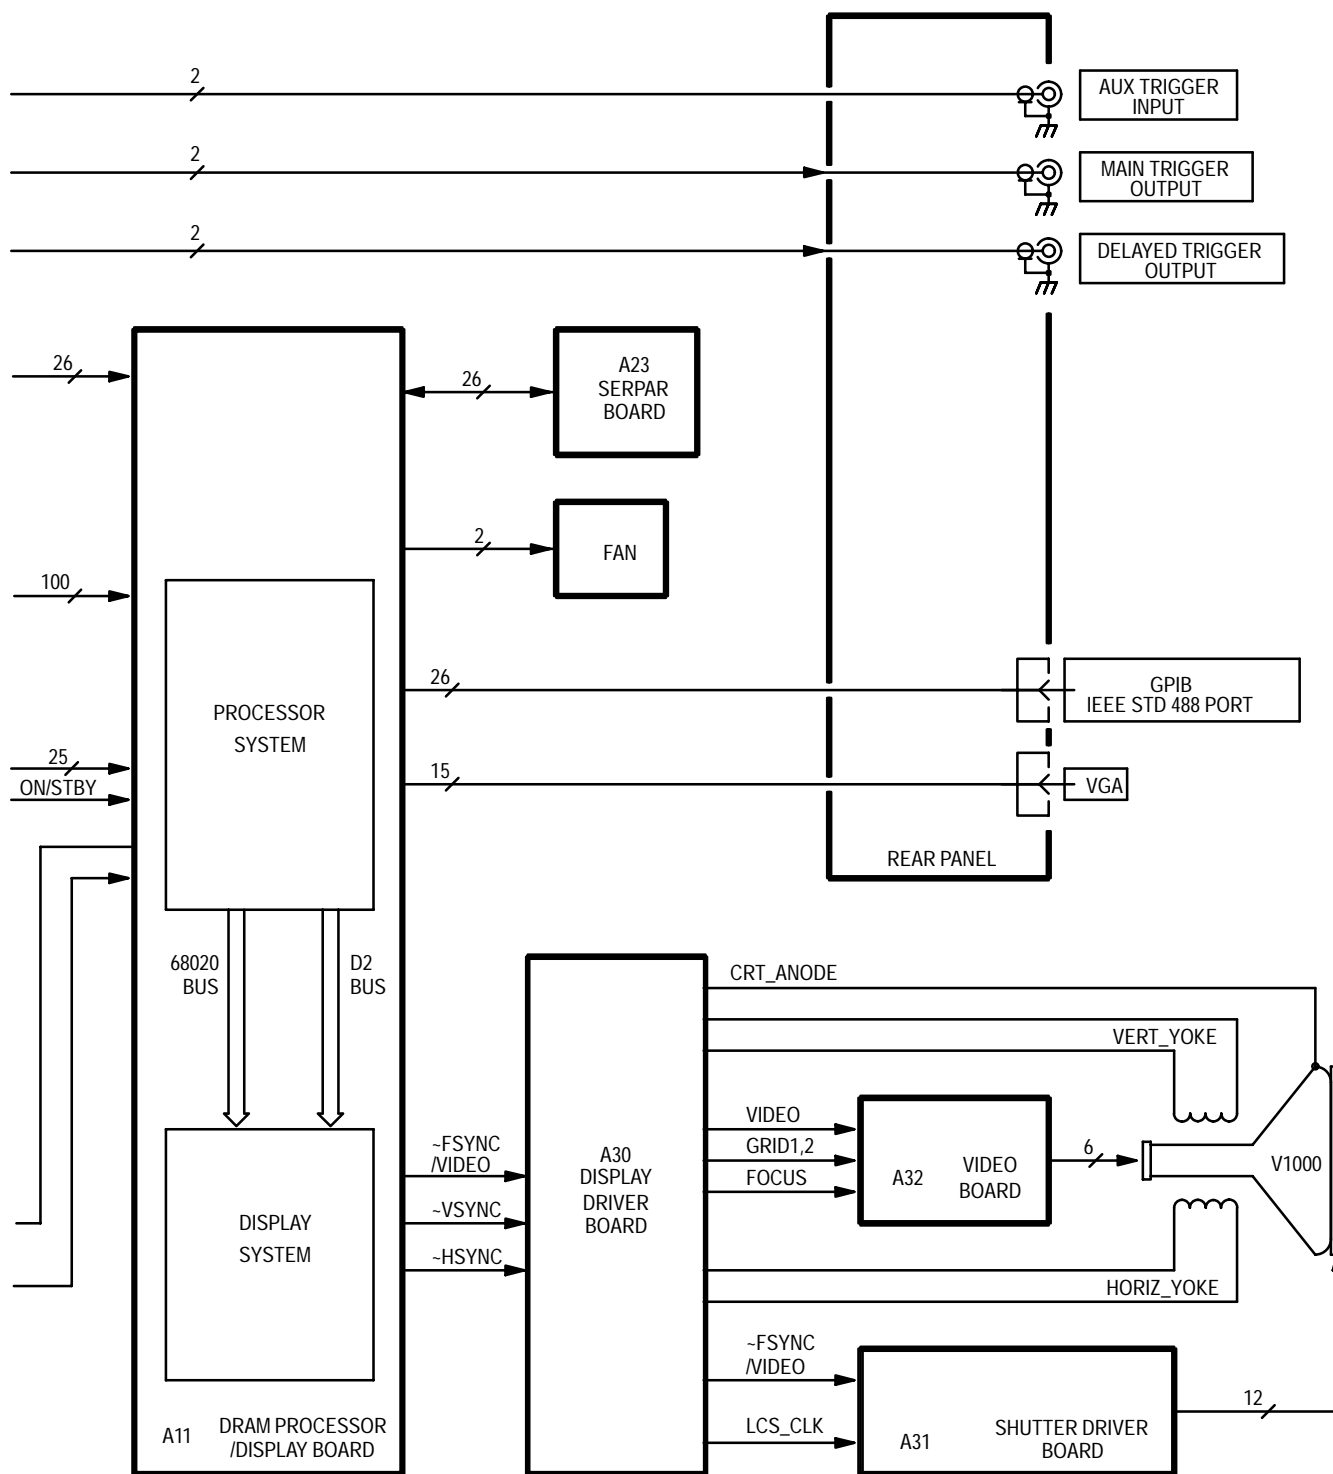 2
AUX TRIGGER
INPUT
2
MAIN TRIGGER
OUTPUT
2
DELAYED TRIGGER
OUTPUT
26
26
A23
SERPAR
BOARD
2
FAN
100
PROCESSOR
SYSTEM
26
GPIB
IEEE STD 488 PORT
25
ON/STBY
15
VGA
REAR PANEL
68020
BUS
D2
BUS
CRT_ANODE
VERT_YOKE
~FSYNC
/VIDEO
~VSYNC
~HSYNC
A30
DISPLAY
DRIVER
BOARD
VIDEO
GRID1,2
FOCUS
A32
VIDEO
BOARD
6
V1000
DISPLAY
SYSTEM
HORIZ_YOKE
~FSYNC
/VIDEO
LCS_CLK
A31
SHUTTER DRIVER
BOARD
12
A11
DRAM PROCESSOR
/DISPLAY BOARD